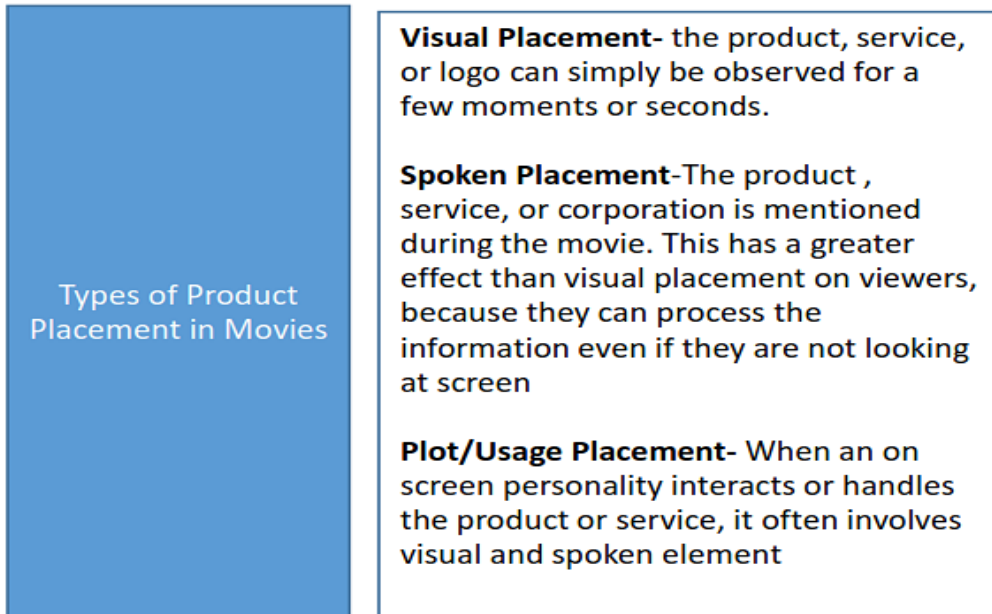 Types of Product
Placement in Movies
Visual Placement- the product, service,
or logo can simply be observed for a
few moments or seconds.
Spoken Placement-The product ,
service, or corporation is mentioned
during the movie. This has a greater
effect than visual placement on viewers,
because they can process the
information even if they are not looking
at screen
Plot/Usage Placement- When an on
screen personality interacts or handles
the product or service, it often involves
visual and spoken element